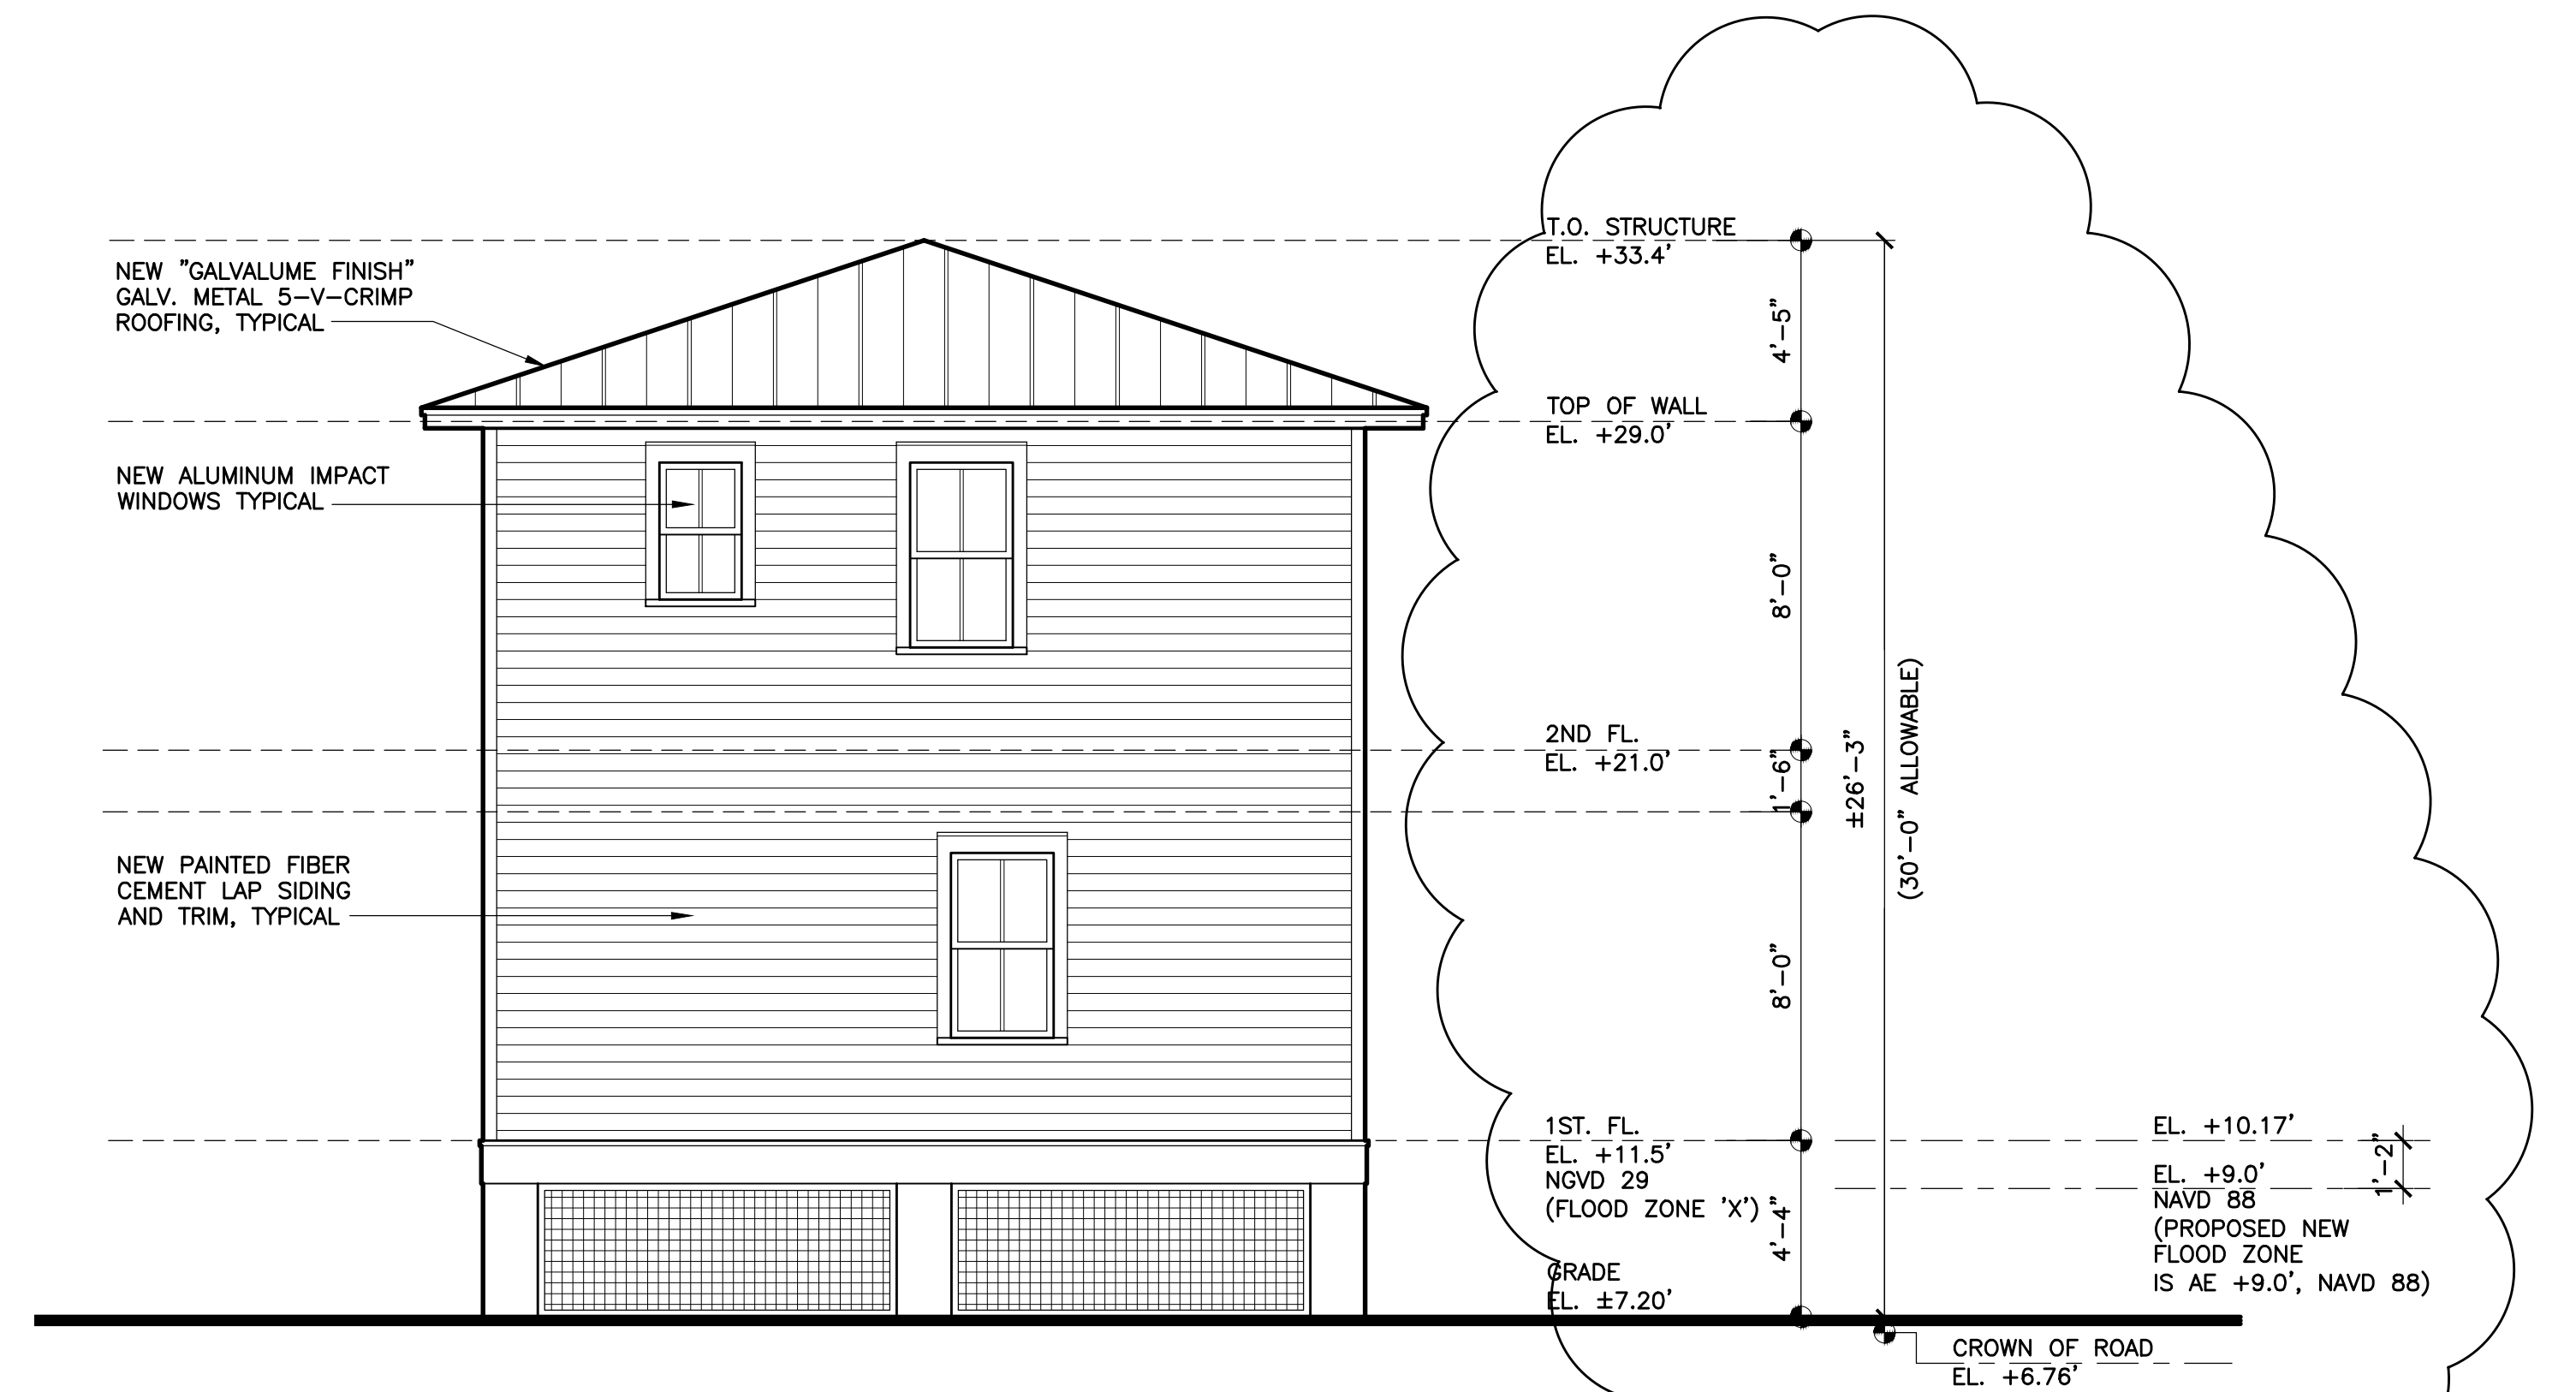 NEW "GALVALUME FINISH"
GALV. METAL 5-V-CRIMP
ROOFING, TYPICAL
NEW ALUMINUM IMPACT
WINDOWS TYPICAL
NEW PAINTED FIBER
CEMENT LAP SIDING
AND TRIM, TYPICAL
T.O. STRUCTURE
EL. +33.4'
4'-5"
TOP OF WALL
EL. +29.0'
8'-0"
2ND FL.
EL. +21.0'
1'-6"
±26'-3"
(30'-0" ALLOWABLE)
8'-0"
1ST. FL.
EL. +11.5'
NGVD 29
(FLOOD ZONE 'X')
4'-4"
GRADE
EL. ±7.20'
EL. +10.17'
1'-2"
EL. +9.0'
NAVD 88
(PROPOSED NEW
FLOOD ZONE
IS AE +9.0', NAVD 88)
CROWN OF ROAD
EL. +6.76'